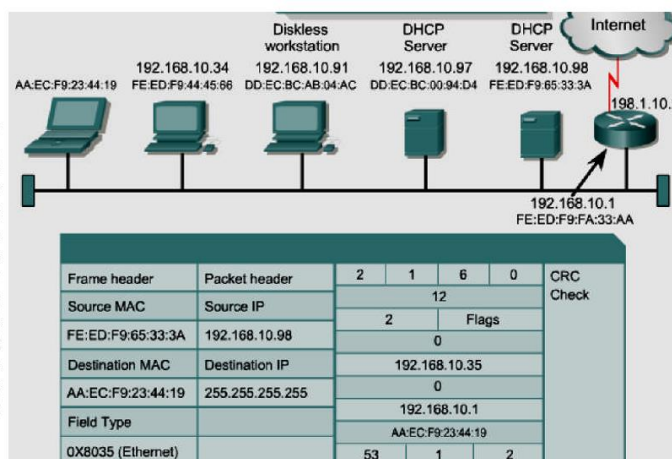 Diskless
workstation
DHCP
Server
DHCP
Server
Internet
AA:EC:F9:23:44:19
192.168.10.34
FE:ED:F9:44:45:66
192.168.10.91
DD:EC:BC:AB:04:AC
192.168.10.97
DD:EC:BC:00:94:D4
192.168.10.98
FE:ED:F9:65:33:3A
198.1.10.
192.168.10.1
FE:ED:F9:FA:33:AA
Frame header Packet header 2 1 6 0 CRC
Check
Source MAC Source IP 12
FE:ED:F9:65:33:3A 192.168.10.98 2 Flags
0
Destination MAC Destination IP 192.168.10.35
AA:EC:F9:23:44:19 255.255.255.255 0
192.168.10.1
Field Type AA:EC:F9:23:44:19
0X8035 (Ethernet) 53 1 2